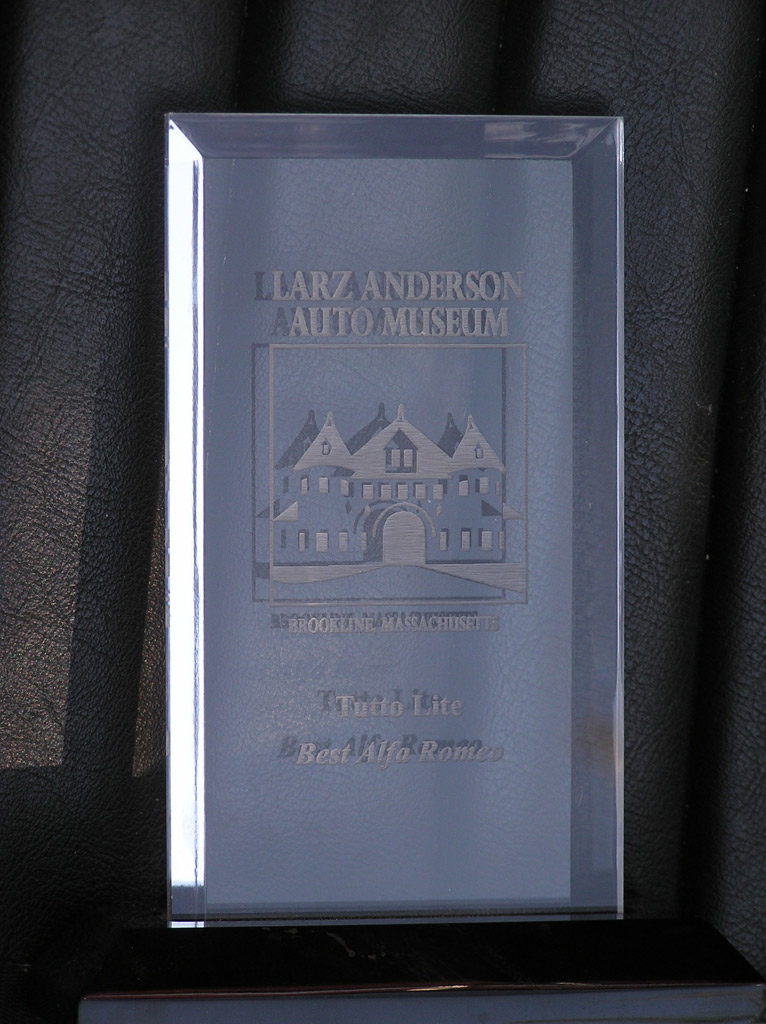 LARZ ANDERSON
AUTO MUSEUM
BROOKLINE MASSACHUSETTS
Tutto Lite
Best Alfa Romeo